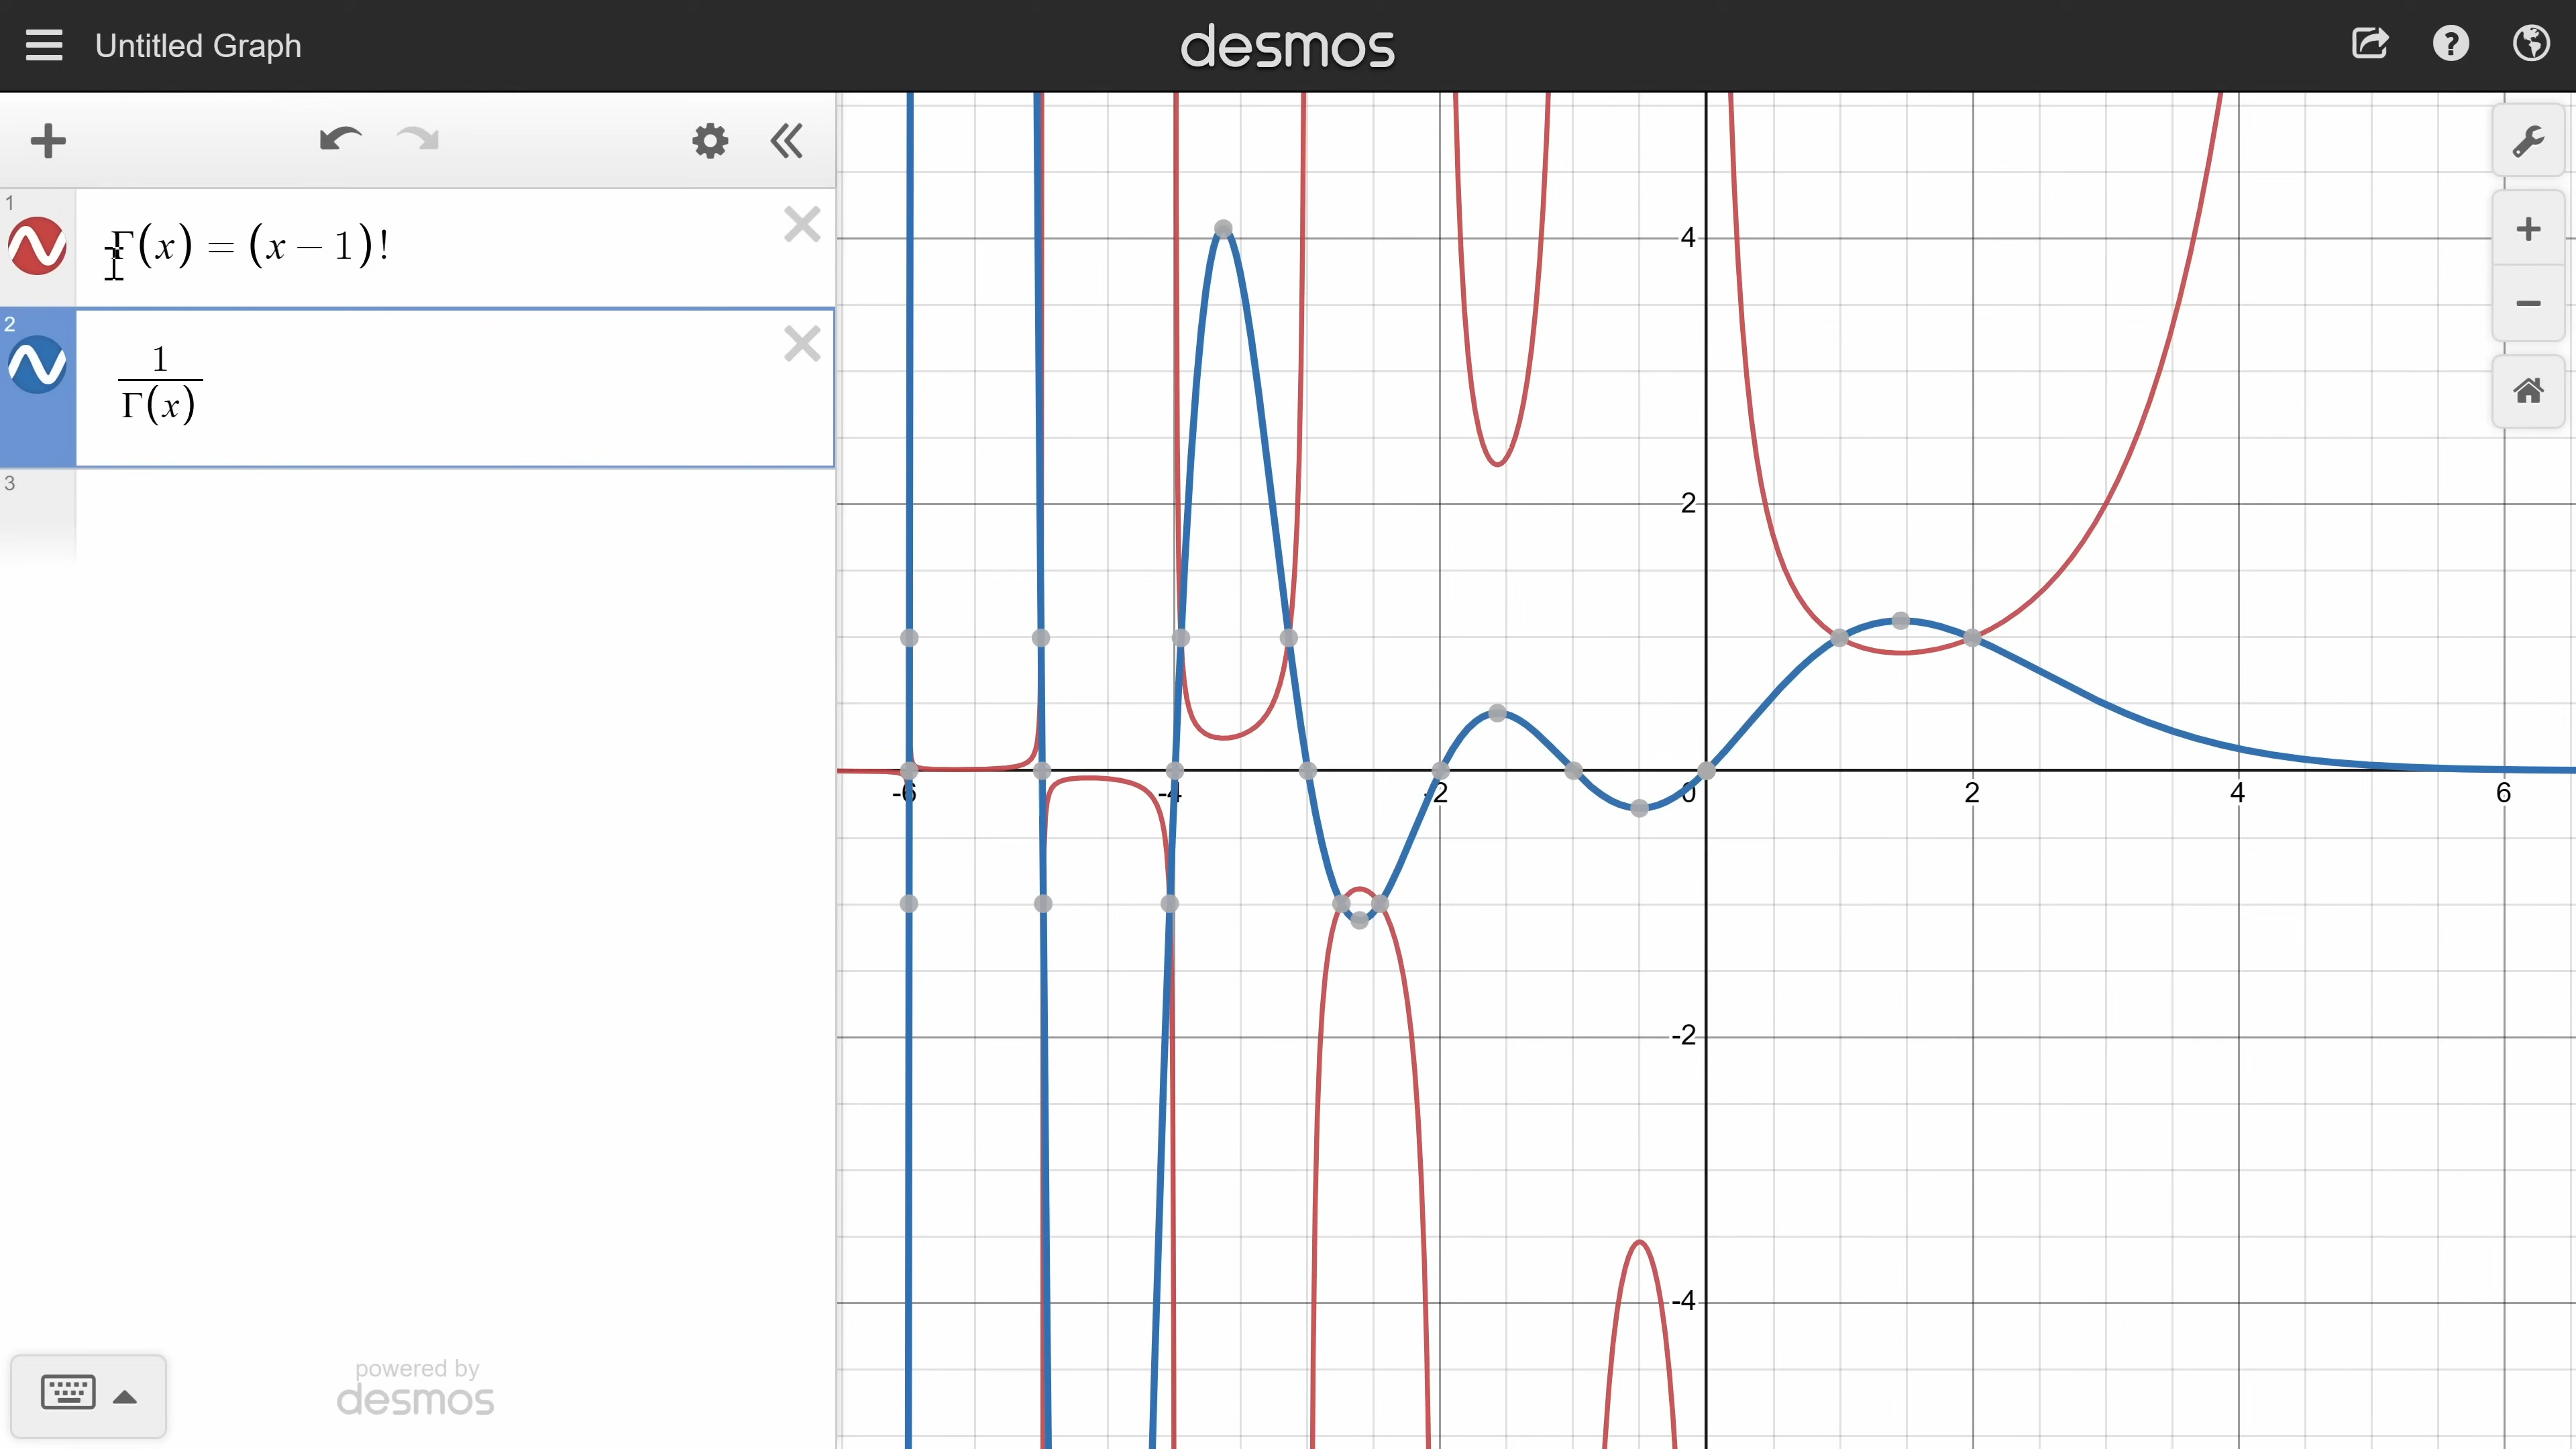 Untitled Graph
desmos
1
Γ(x) = (x − 1)!
2
1
Γ(x)
3
4
2
-6
-4
-2
0
2
4
6
-2
-4
powered by
desmos